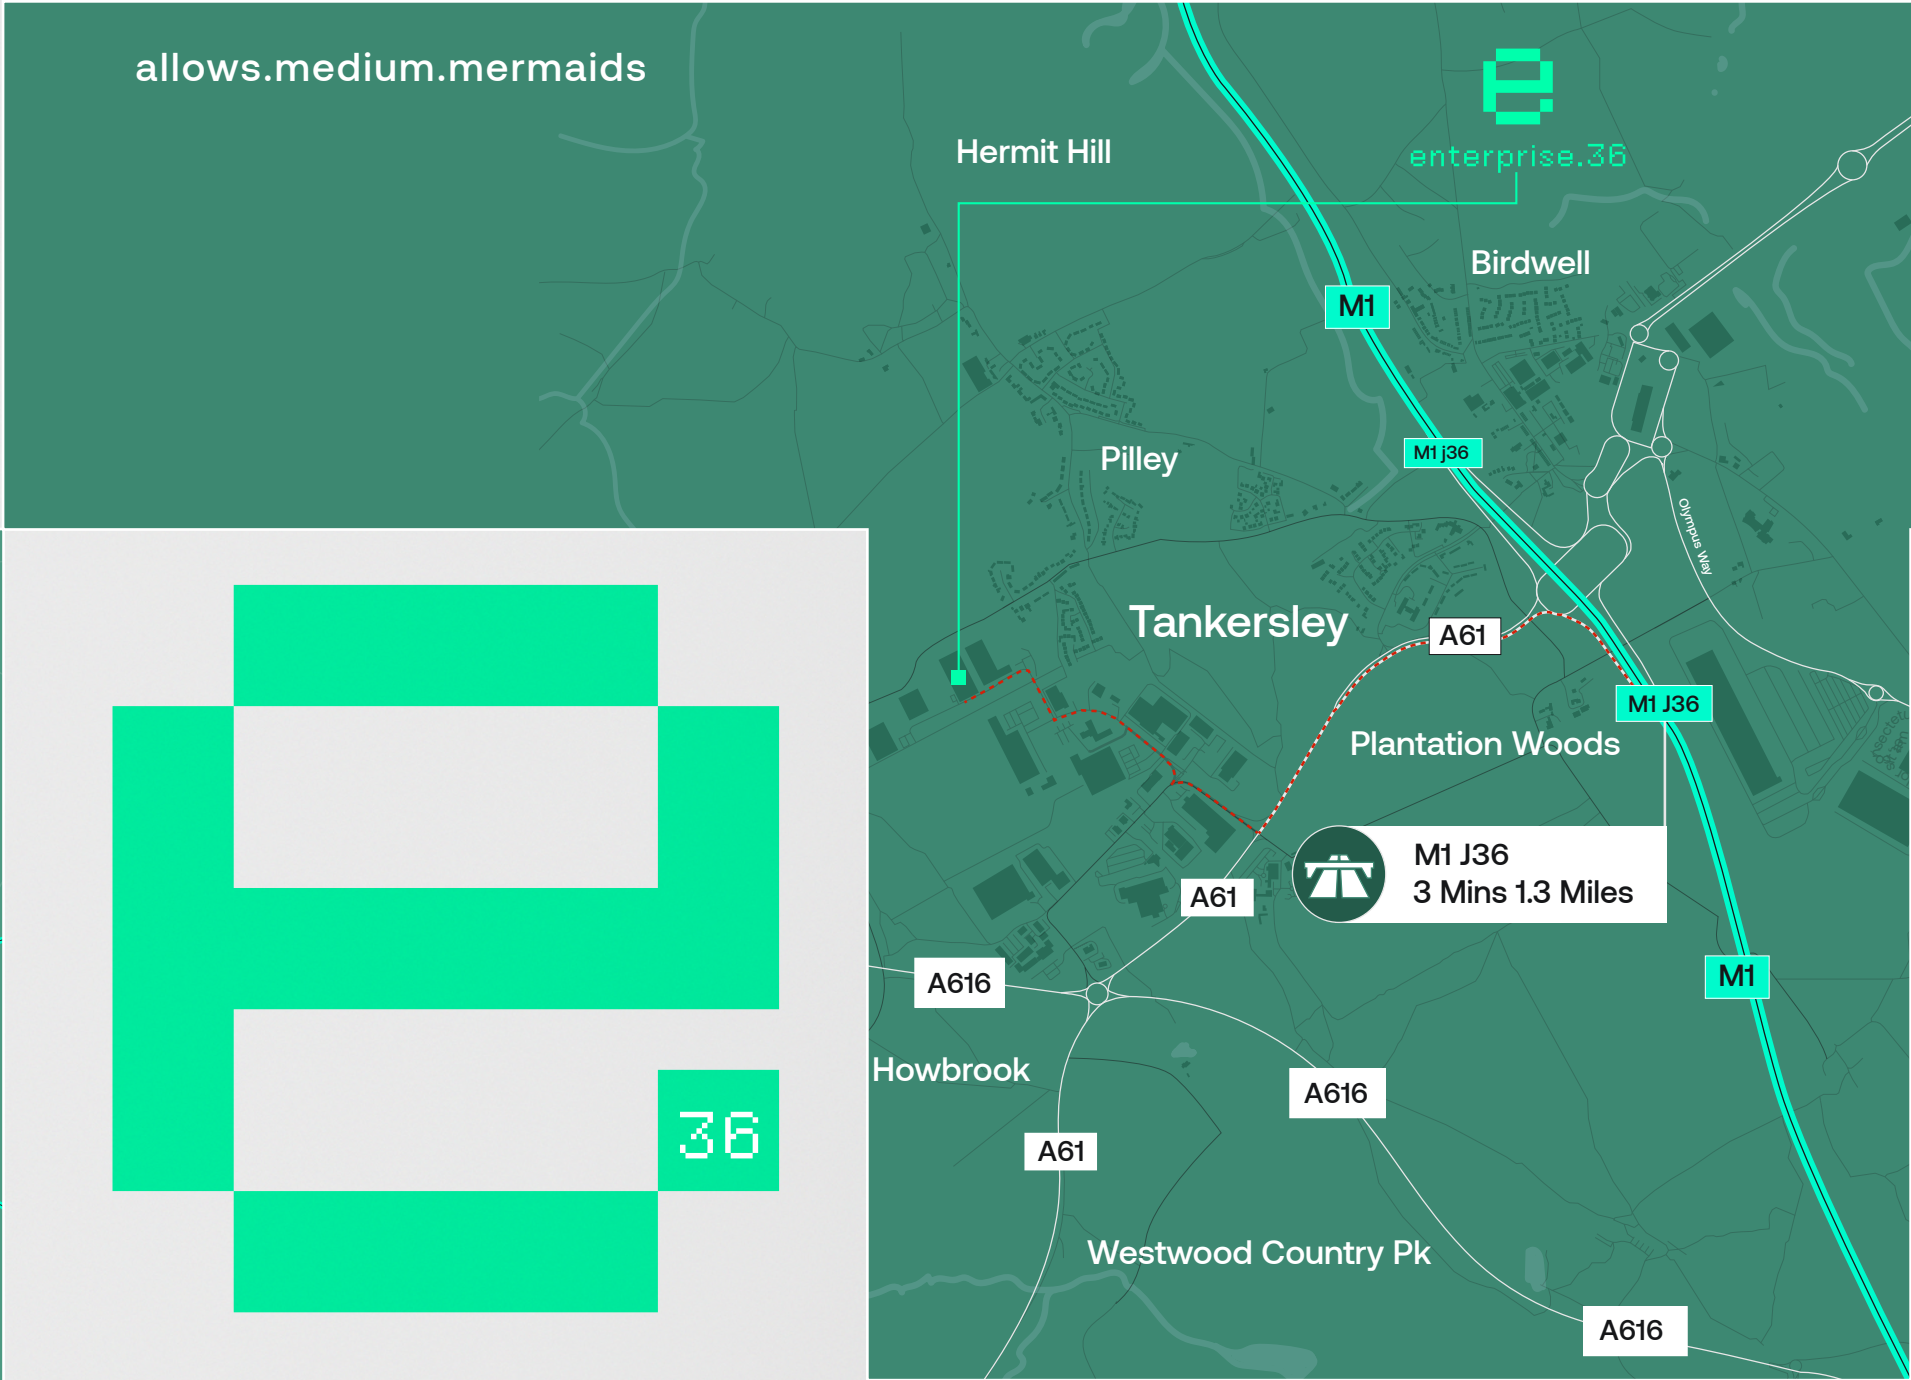 allows.medium.mermaids
enterprise.36
Hermit Hill
Birdwell
M1
M1 j36
Pilley
Olympus Way
Tankersley
A61
M1 J36
Plantation Woods
M1 J36
3 Mins 1.3 Miles
A61
M1
A616
Howbrook
A616
36
A61
Westwood Country Pk
A616